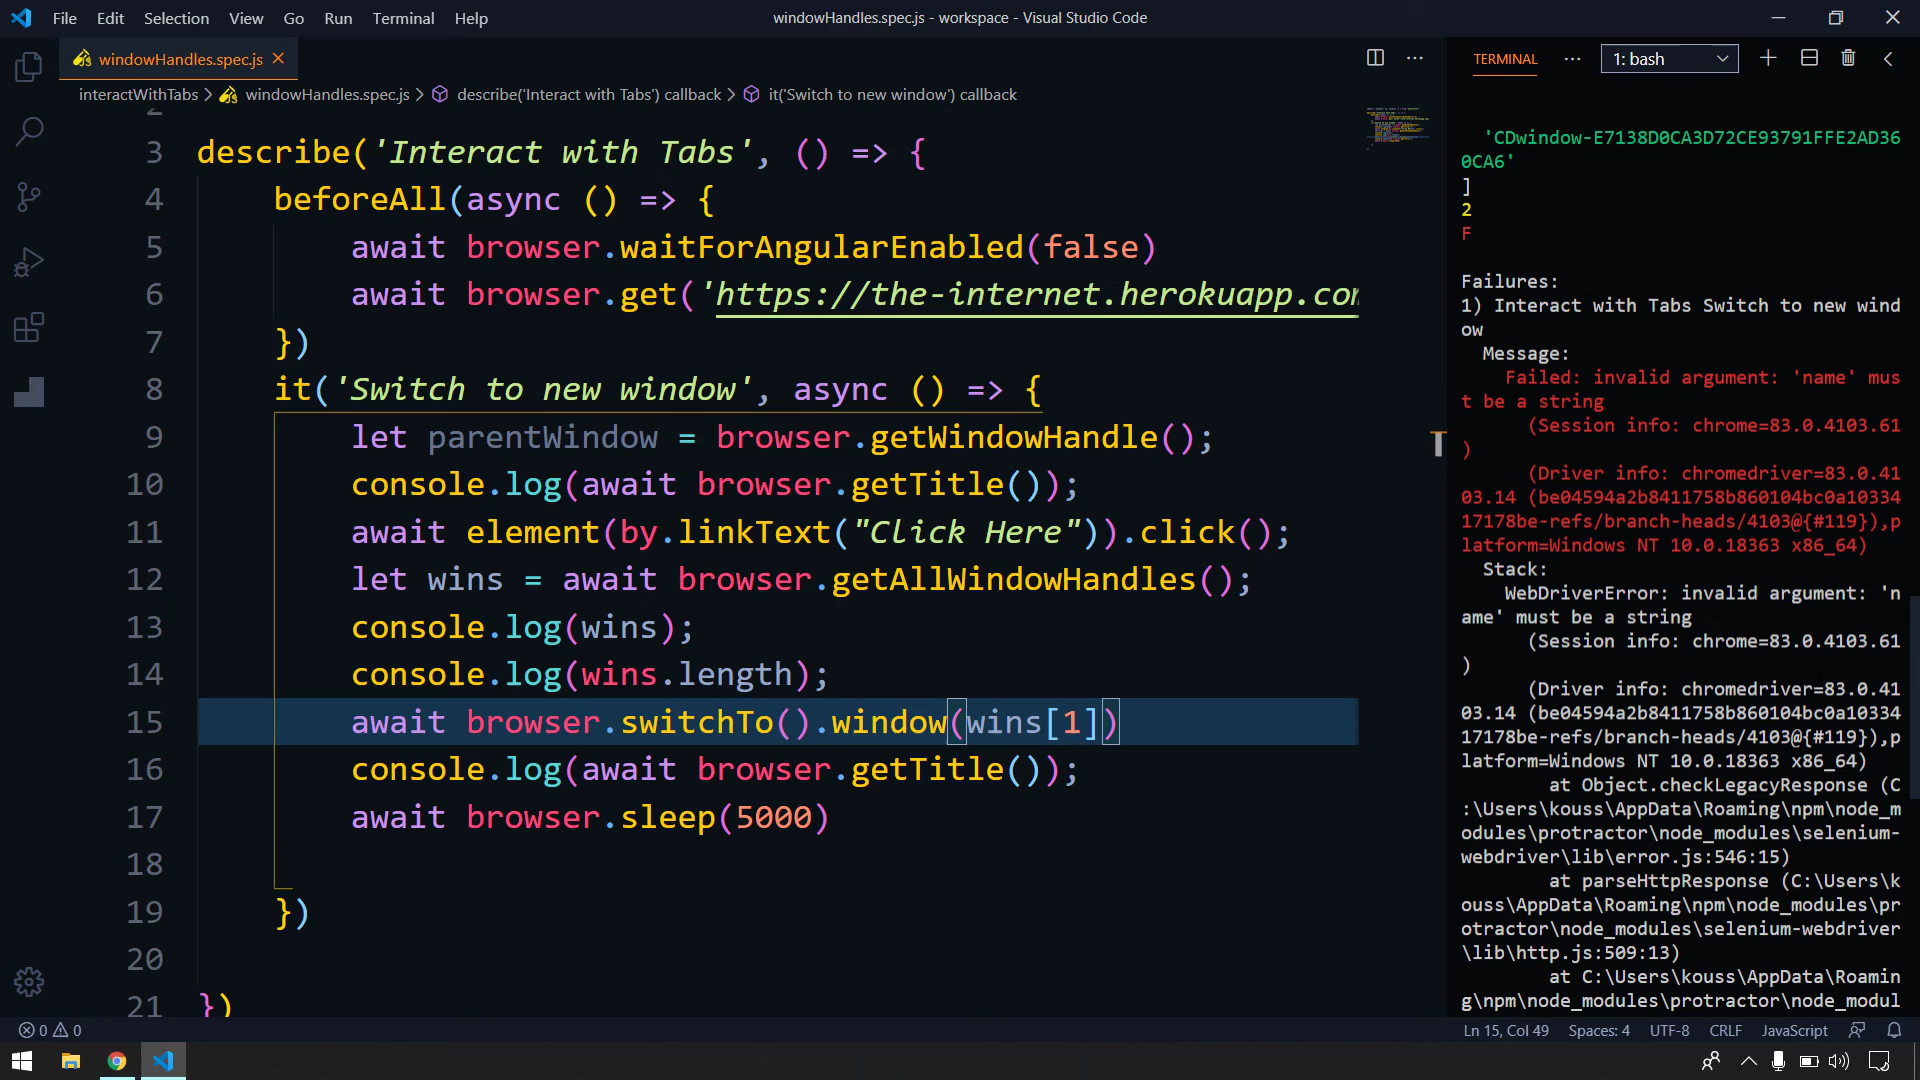 File Edit Selection View Go Run Terminal Help
windowHandles.spec.js - workspace - Visual Studio Code
windowHandles.spec.js
interactWithTabs > windowHandles.spec.js > describe('Interact with Tabs') callback > it('Switch to new window') callback
2
3 describe('Interact with Tabs', () => {
4 beforeAll(async () => {
5 await browser.waitForAngularEnabled(false)
6 await browser.get('https://the-internet.herokuapp.com
7 })
8 it('Switch to new window', async () => {
9 let parentWindow = browser.getWindowHandle();
10 console.log(await browser.getTitle());
11 await element(by.linkText("Click Here")).click();
12 let wins = await browser.getAllWindowHandles();
13 console.log(wins);
14 console.log(wins.length);
15 await browser.switchTo().window(wins[1])
16 console.log(await browser.getTitle());
17 await browser.sleep(5000)
18
19 })
20
21 })
TERMINAL ··· 1: bash
'CDwindow-E7138D0CA3D72CE93791FFE2AD36
0CA6'
]
2
F
Failures:
1) Interact with Tabs Switch to new wind
ow
Message:
Failed: invalid argument: 'name' mus
t be a string
(Session info: chrome=83.0.4103.61
)
(Driver info: chromedriver=83.0.41
03.14 (be04594a2b8411758b860104bc0a10334
17178be-refs/branch-heads/4103@{#119}),p
latform=Windows NT 10.0.18363 x86_64)
Stack:
WebDriverError: invalid argument: 'n
ame' must be a string
(Session info: chrome=83.0.4103.61
)
(Driver info: chromedriver=83.0.41
03.14 (be04594a2b8411758b860104bc0a10334
17178be-refs/branch-heads/4103@{#119}),p
latform=Windows NT 10.0.18363 x86_64)
at Object.checkLegacyResponse (C
:\Users\kouss\AppData\Roaming\npm\node_m
odules\protractor\node_modules\selenium-
webdriver\lib\error.js:546:15)
at parseHttpResponse (C:\Users\k
ouss\AppData\Roaming\npm\node_modules\pr
otractor\node_modules\selenium-webdriver
\lib\http.js:509:13)
at C:\Users\kouss\AppData\Roamin
g\npm\node_modules\protractor\node_modul
0 0
Ln 15, Col 49 Spaces: 4 UTF-8 CRLF JavaScript